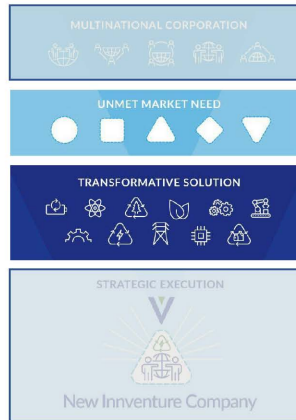 MULTINATIONAL CORPORATION
UNMET MARKET NEED
TRANSFORMATIVE SOLUTION
STRATEGIC EXECUTION
New Innventure Company